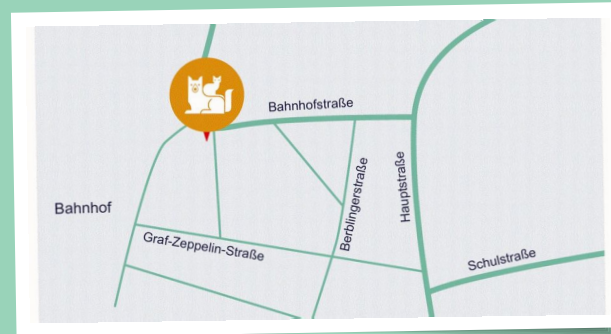 Bahnhofstraße
Bahnhof
Graf-Zeppelin-Straße
Berblingerstraße
Hauptstraße
Schulstraße